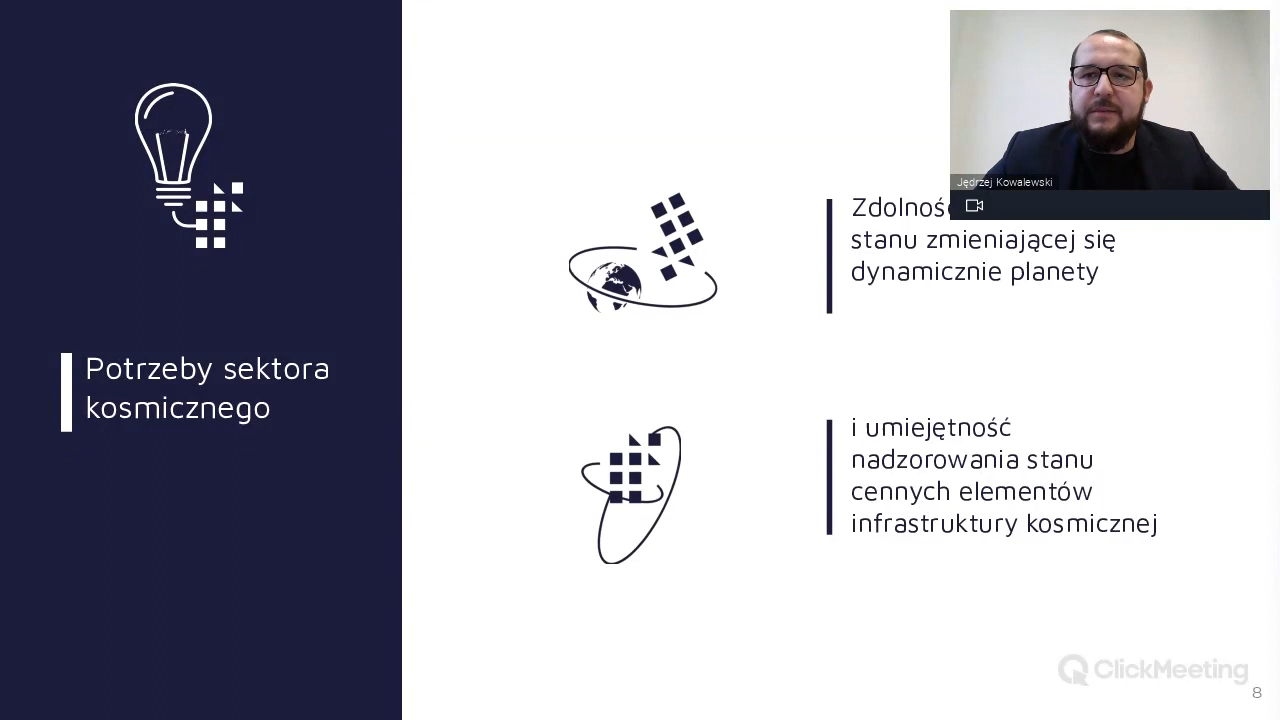 Potrzeby sektora
kosmicznego
Jędrzej Kowalewski
stanu zmieniającej się
dynamicznie planety
i umiejętność
nadzorowania stanu
cennych elementów
infrastruktury kosmicznej
ClickMeeting
8